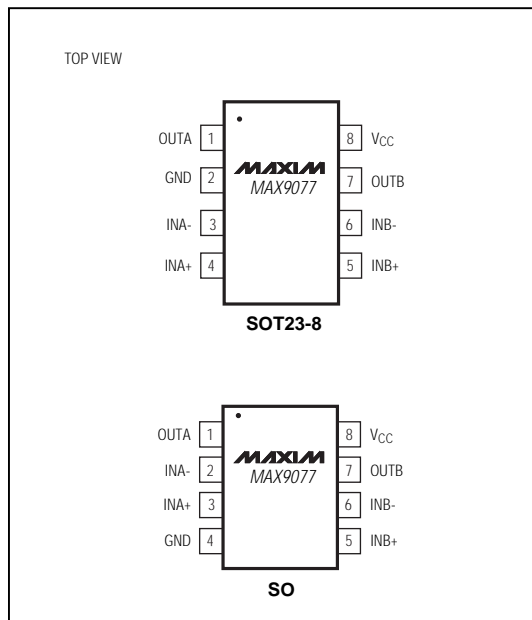 TOP VIEW
OUTA 1 8 VCC
GND 2 MAXIM 7 OUTB
MAX9077
INA- 3 6 INB-
INA+ 4 5 INB+
SOT23-8
OUTA 1 8 VCC
INA- 2 MAXIM 7 OUTB
MAX9077
INA+ 3 6 INB-
GND 4 5 INB+
SO